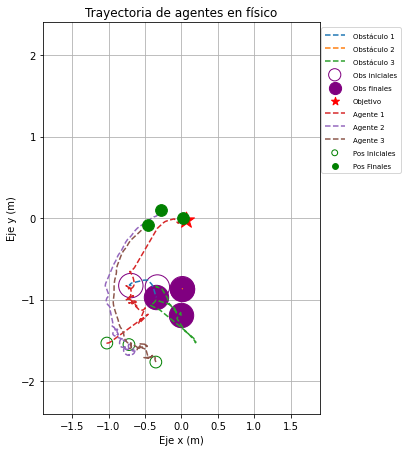 Trayectoria de agentes en físico
Eje y (m)
2
1
0
−1
−2
−1.5
−1.0
−0.5
0.0
0.5
1.0
1.5
Eje x (m)
Obstáculo 1
Obstáculo 2
Obstáculo 3
Obs iniciales
Obs finales
Objetivo
Agente 1
Agente 2
Agente 3
Pos Iniciales
Pos Finales